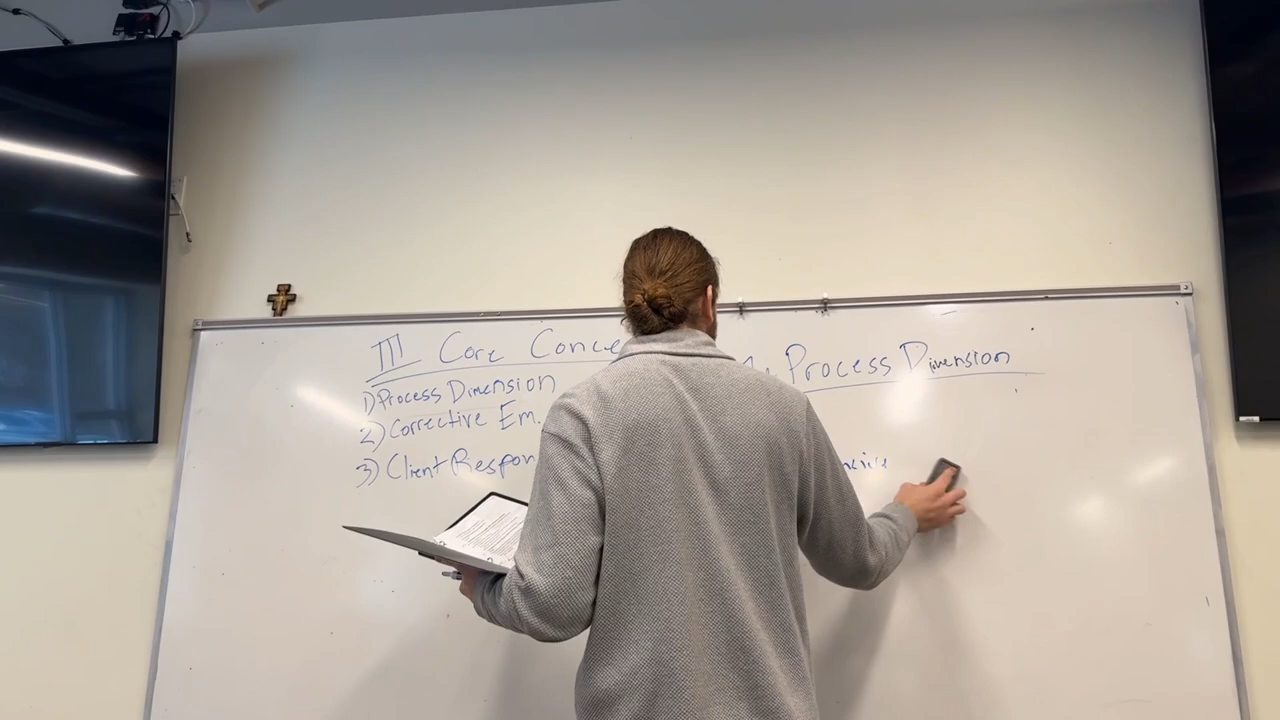 III Core Conce
1) Process Dimension
2) Corrective Em.
3) Client Respon
Process Dimension